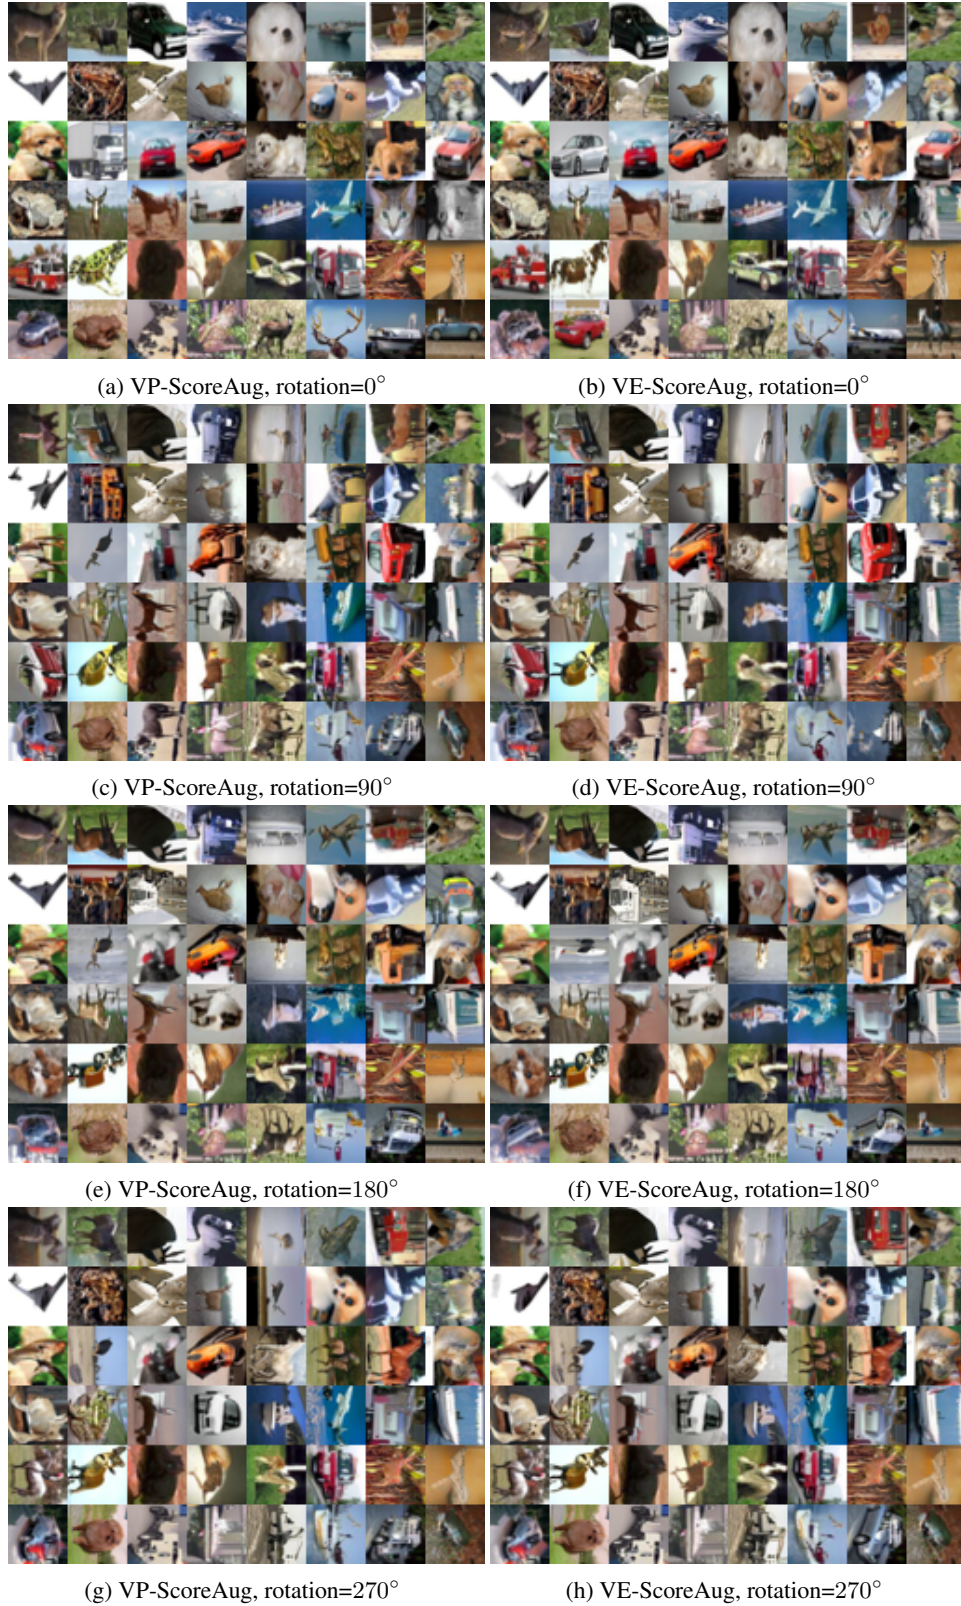 (a) VP-ScoreAug, rotation=0° (b) VE-ScoreAug, rotation=0°
(c) VP-ScoreAug, rotation=90° (d) VE-ScoreAug, rotation=90°
(e) VP-ScoreAug, rotation=180° (f) VE-ScoreAug, rotation=180°
(g) VP-ScoreAug, rotation=270° (h) VE-ScoreAug, rotation=270°